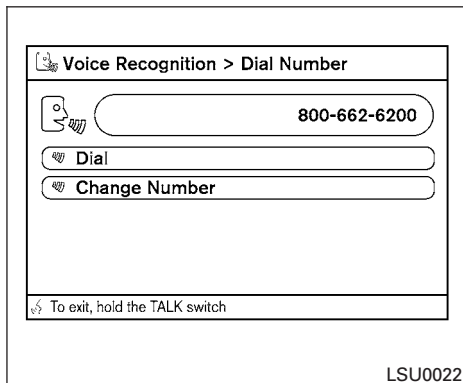 Voice Recognition > Dial Number
800-662-6200
Dial
Change Number
To exit, hold the TALK switch
LSU0022